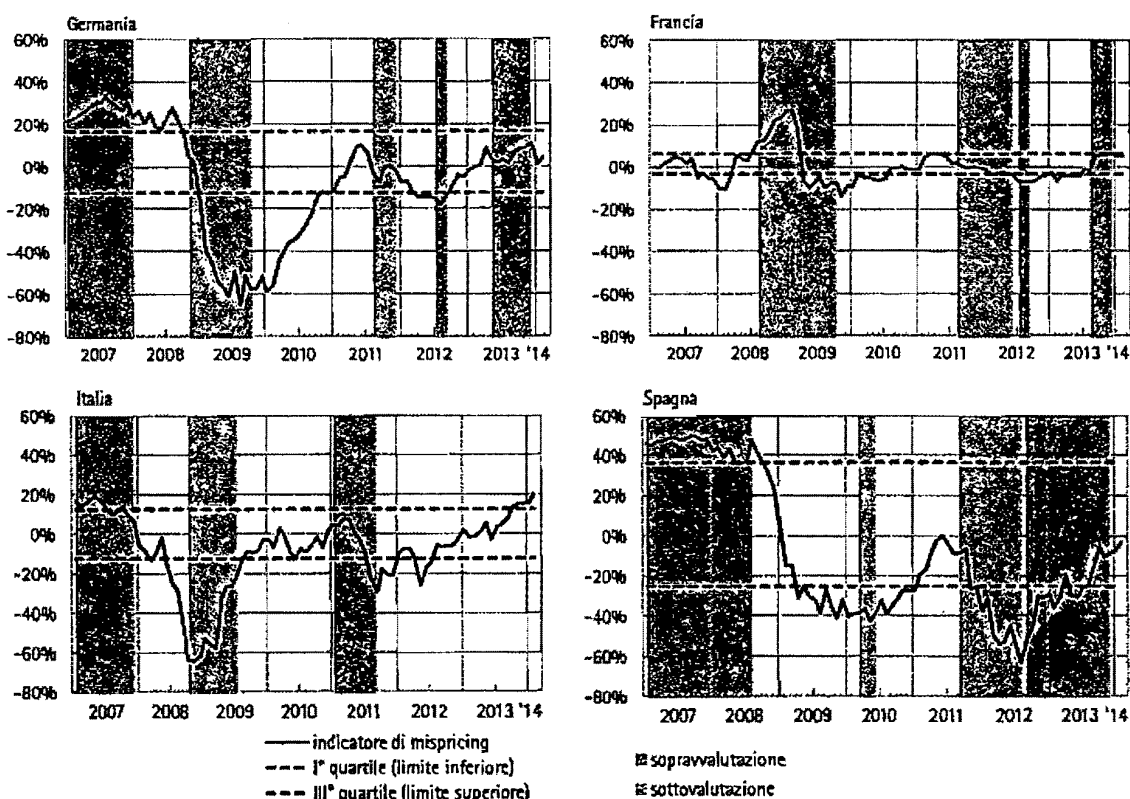 Germania
60%
40%
20%
0%
-20%
-40%
-60%
-80%
2007 2008 2009 2010 2011 2012 2013 '14
Francia
60%
40%
20%
0%
-20%
-40%
-60%
-80%
2007 2008 2009 2010 2011 2012 2013 '14
Italia
60%
40%
20%
0%
-20%
-40%
-60%
-80%
2007 2008 2009 2010 2011 2012 2013 '14
Spagna
60%
40%
20%
0%
-20%
-40%
-60%
-80%
2007 2008 2009 2010 2011 2012 2013 '14
indicatore di mispricing
I° quartile (limite inferiore)
III° quartile (limite superiore)
sopravvalutazione
sottovalutazione